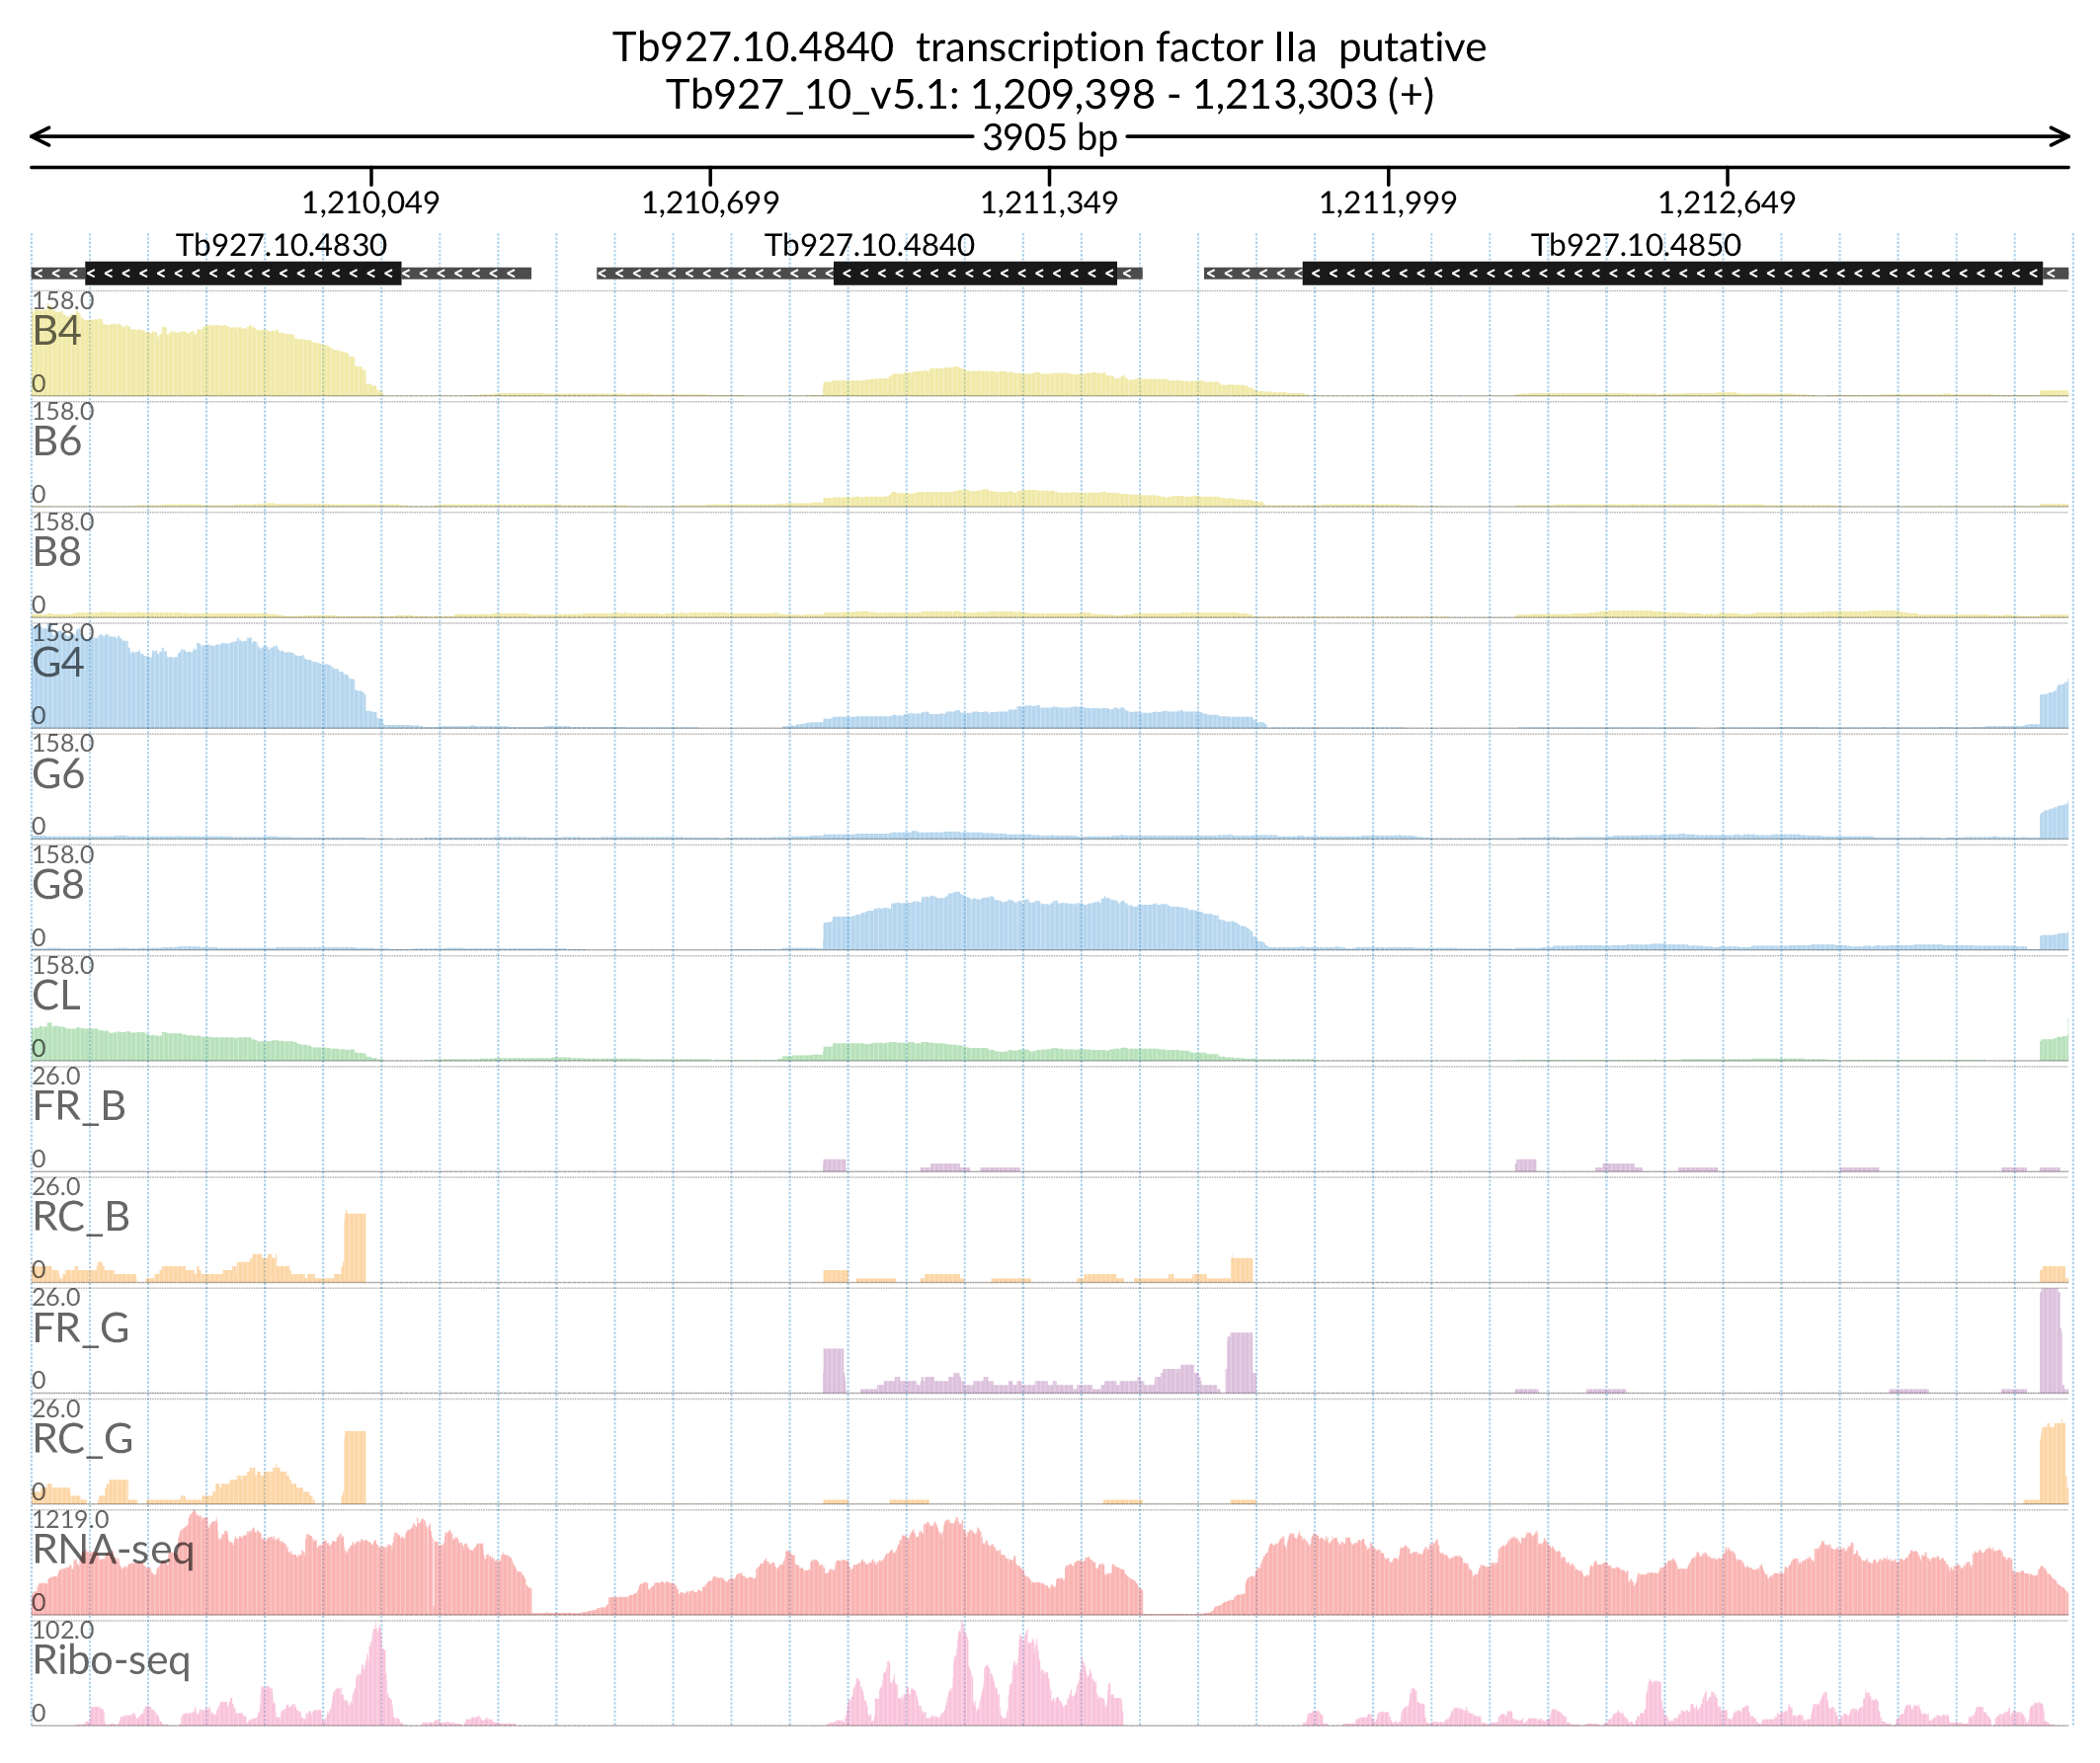 Tb927.10.4840  transcription factor IIa  putative
Tb927_10_v5.1: 1,209,398 - 1,213,303 (+)
3905 bp
1,210,049 1,210,699 1,211,349 1,211,999 1,212,649
Tb927.10.4830 Tb927.10.4840 Tb927.10.4850
158.0
B4
0
158.0
B6
0
158.0
B8
0
158.0
G4
0
158.0
G6
0
158.0
G8
0
158.0
CL
0
26.0
FR_B
0
26.0
RC_B
0
26.0
FR_G
0
26.0
RC_G
0
1219.0
RNA-seq
0
102.0
Ribo-seq
0